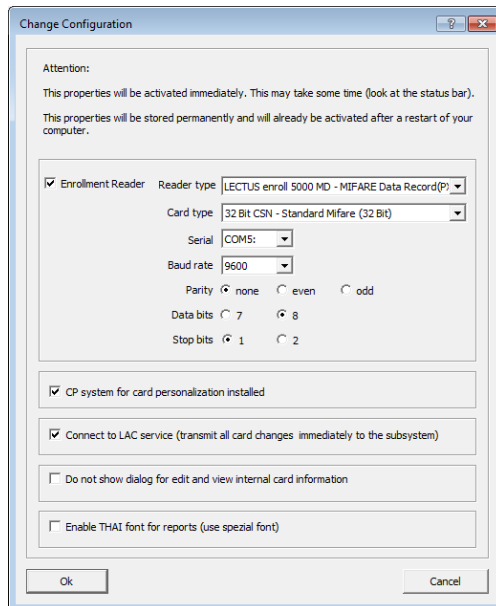 Change Configuration
Attention:
This properties will be activated immediately. This may take some time (look at the status bar).
This properties will be stored permanently and will already be activated after a restart of your
computer.
Enrollment Reader Reader type LECTUS enroll 5000 MD - MIFARE Data Record(P)
Card type 32 Bit CSN - Standard Mifare (32 Bit)
Serial COM5:
Baud rate 9600
Parity none even odd
Data bits 7 8
Stop bits 1 2
CP system for card personalization installed
Connect to LAC service (transmit all card changes immediately to the subsystem)
Do not show dialog for edit and view internal card information
Enable THAI font for reports (use spezial font)
Ok Cancel